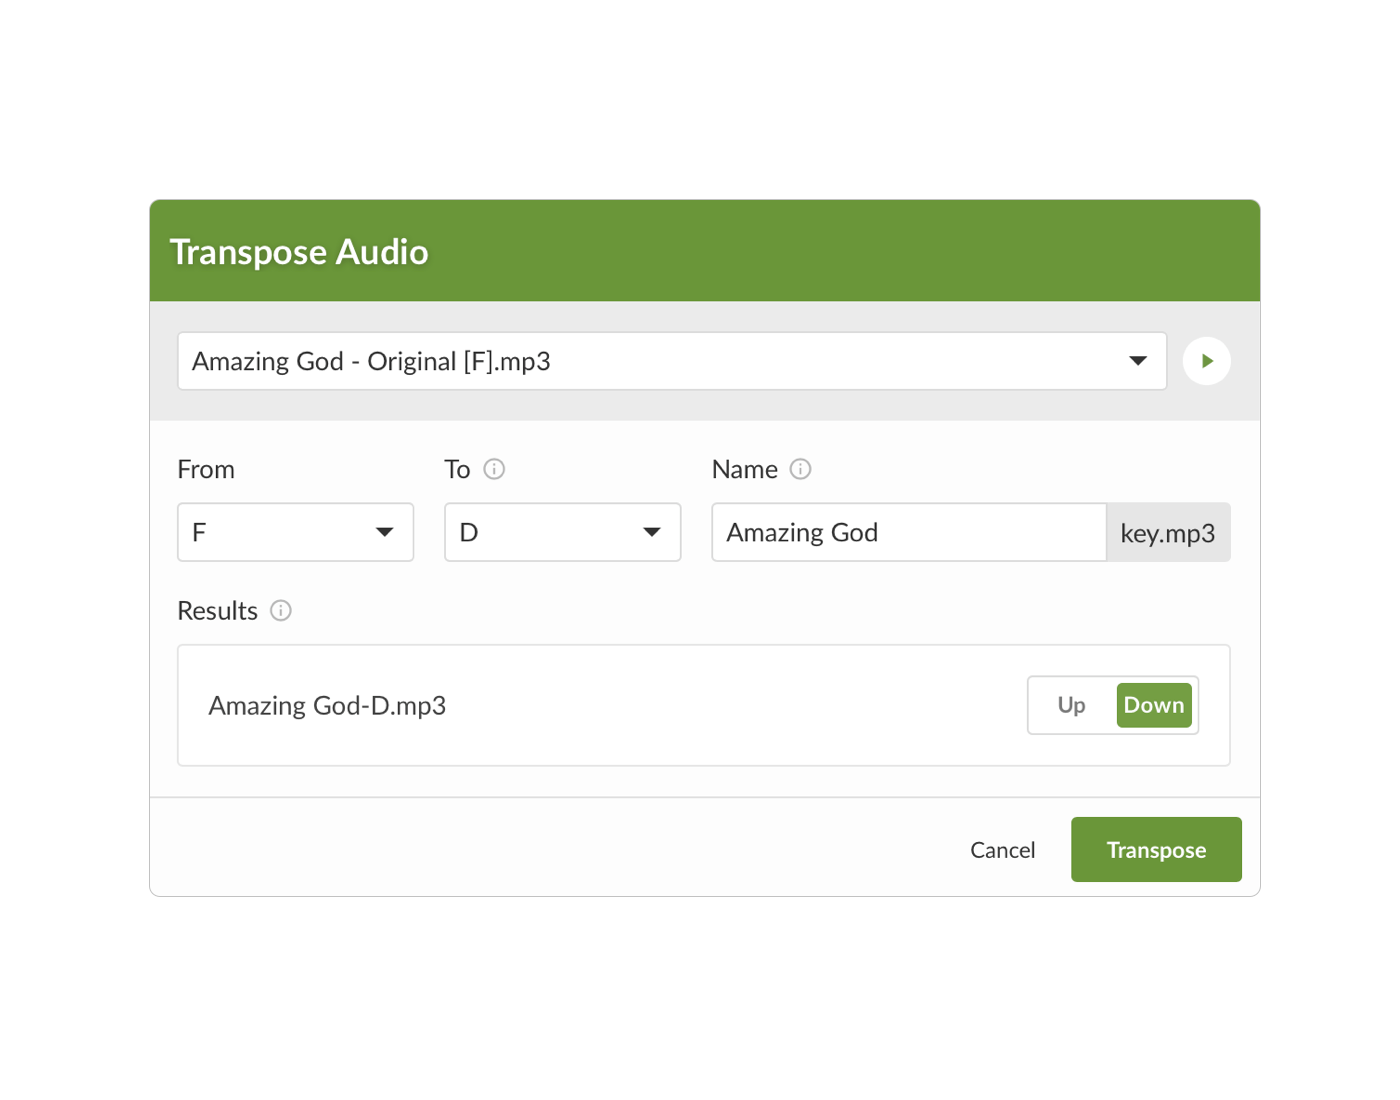 Transpose Audio
Amazing God - Original [F].mp3
From
To
Name
F
D
Amazing God
key.mp3
Results
Amazing God-D.mp3
Up
Down
Cancel
Transpose